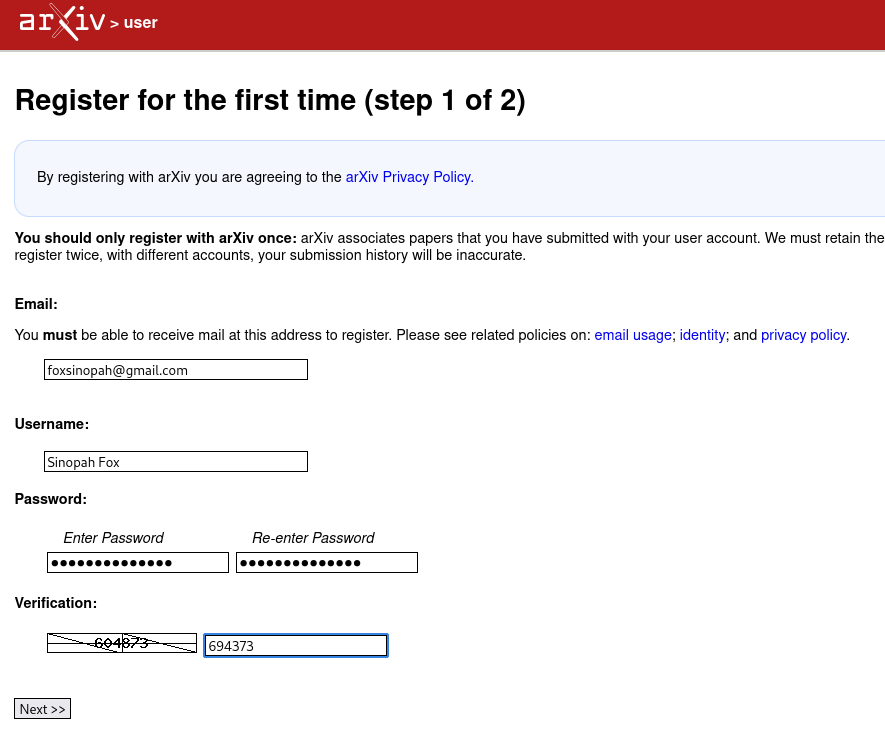 arXiv > user
Register for the first time (step 1 of 2)
By registering with arXiv you are agreeing to the arXiv Privacy Policy.
You should only register with arXiv once: arXiv associates papers that you have submitted with your user account. We must retain the
register twice, with different accounts, your submission history will be inaccurate.
Email:
You must be able to receive mail at this address to register. Please see related policies on: email usage; identity; and privacy policy.
foxsinopah@gmail.com
Username:
Sinopah Fox
Password:
Enter Password Re-enter Password
●●●●●●●●●●●●●● ●●●●●●●●●●●●●●
Verification:
604873 694373
Next >>